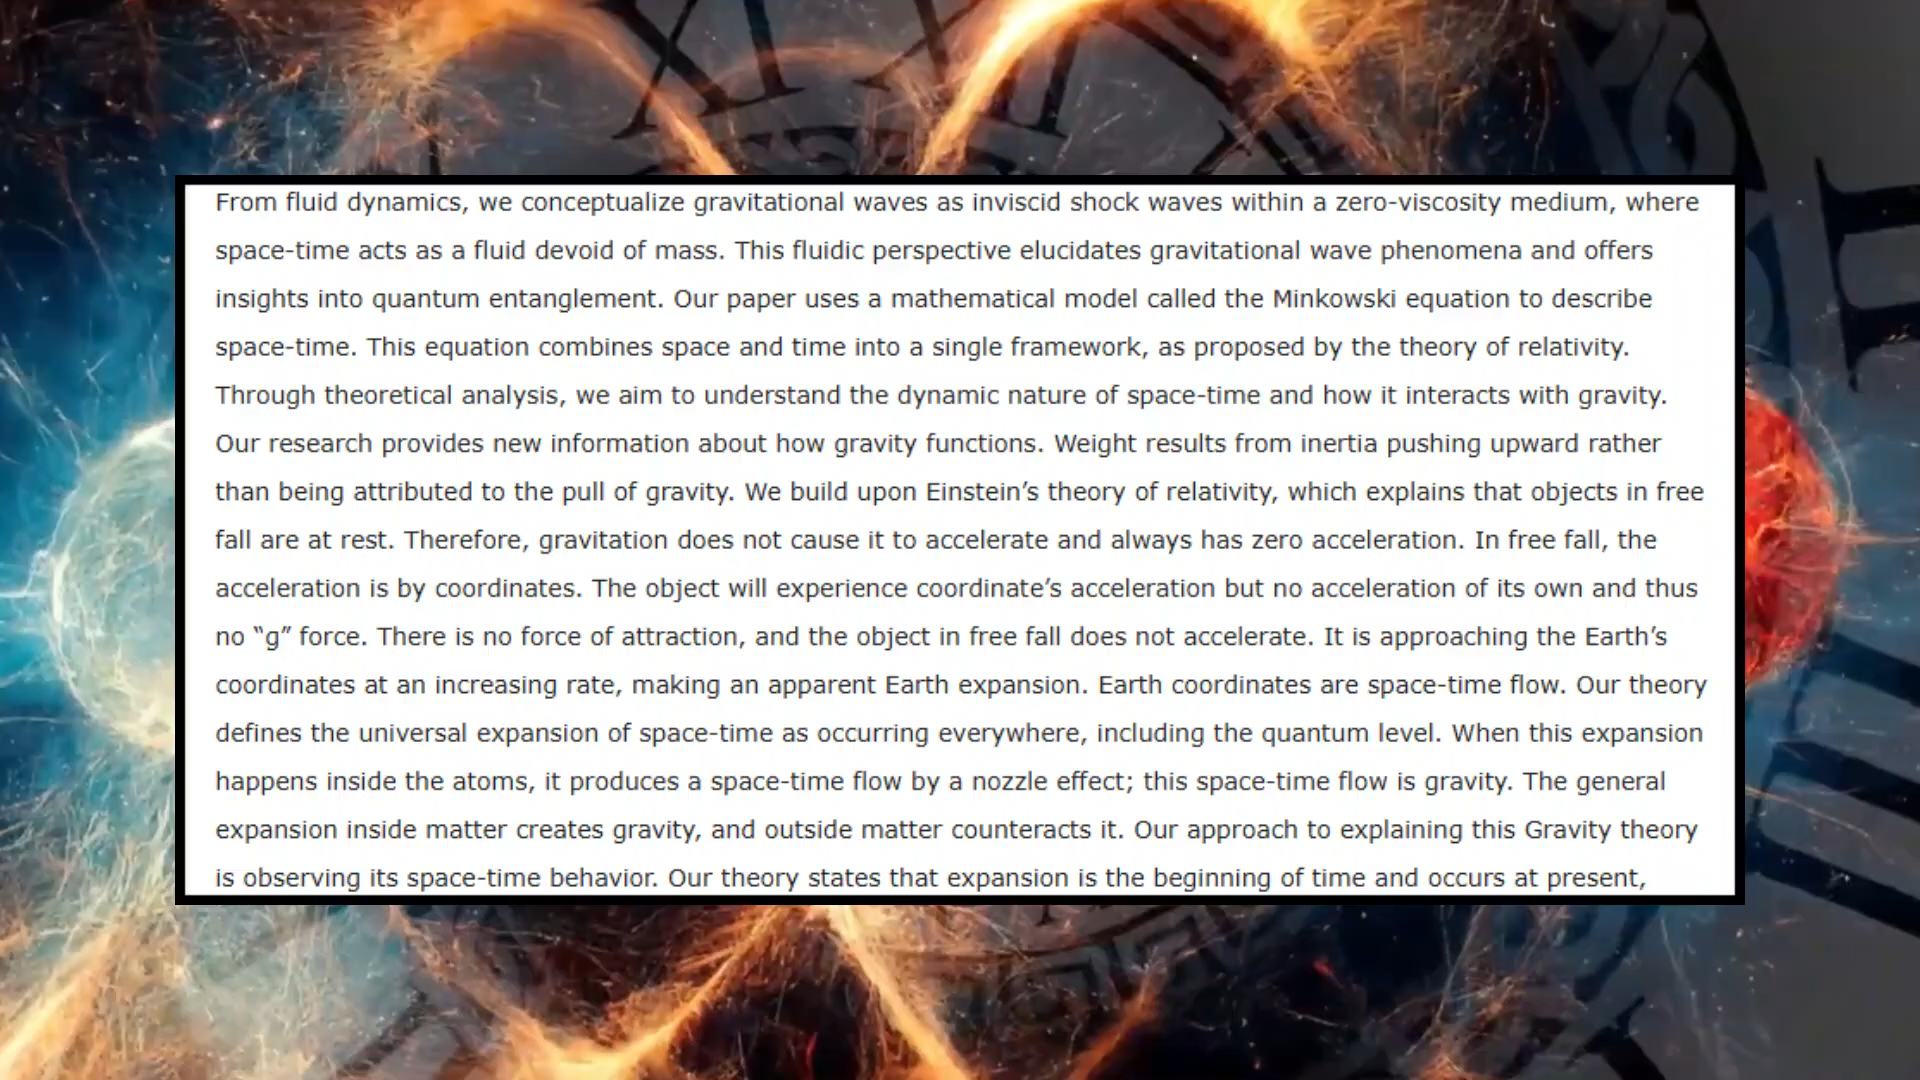 From fluid dynamics, we conceptualize gravitational waves as inviscid shock waves within a zero-viscosity medium, where
space-time acts as a fluid devoid of mass. This fluidic perspective elucidates gravitational wave phenomena and offers
insights into quantum entanglement. Our paper uses a mathematical model called the Minkowski equation to describe
space-time. This equation combines space and time into a single framework, as proposed by the theory of relativity.
Through theoretical analysis, we aim to understand the dynamic nature of space-time and how it interacts with gravity.
Our research provides new information about how gravity functions. Weight results from inertia pushing upward rather
than being attributed to the pull of gravity. We build upon Einstein’s theory of relativity, which explains that objects in free
fall are at rest. Therefore, gravitation does not cause it to accelerate and always has zero acceleration. In free fall, the
acceleration is by coordinates. The object will experience coordinate’s acceleration but no acceleration of its own and thus
no “g” force. There is no force of attraction, and the object in free fall does not accelerate. It is approaching the Earth’s
coordinates at an increasing rate, making an apparent Earth expansion. Earth coordinates are space-time flow. Our theory
defines the universal expansion of space-time as occurring everywhere, including the quantum level. When this expansion
happens inside the atoms, it produces a space-time flow by a nozzle effect; this space-time flow is gravity. The general
expansion inside matter creates gravity, and outside matter counteracts it. Our approach to explaining this Gravity theory
is observing its space-time behavior. Our theory states that expansion is the beginning of time and occurs at present,